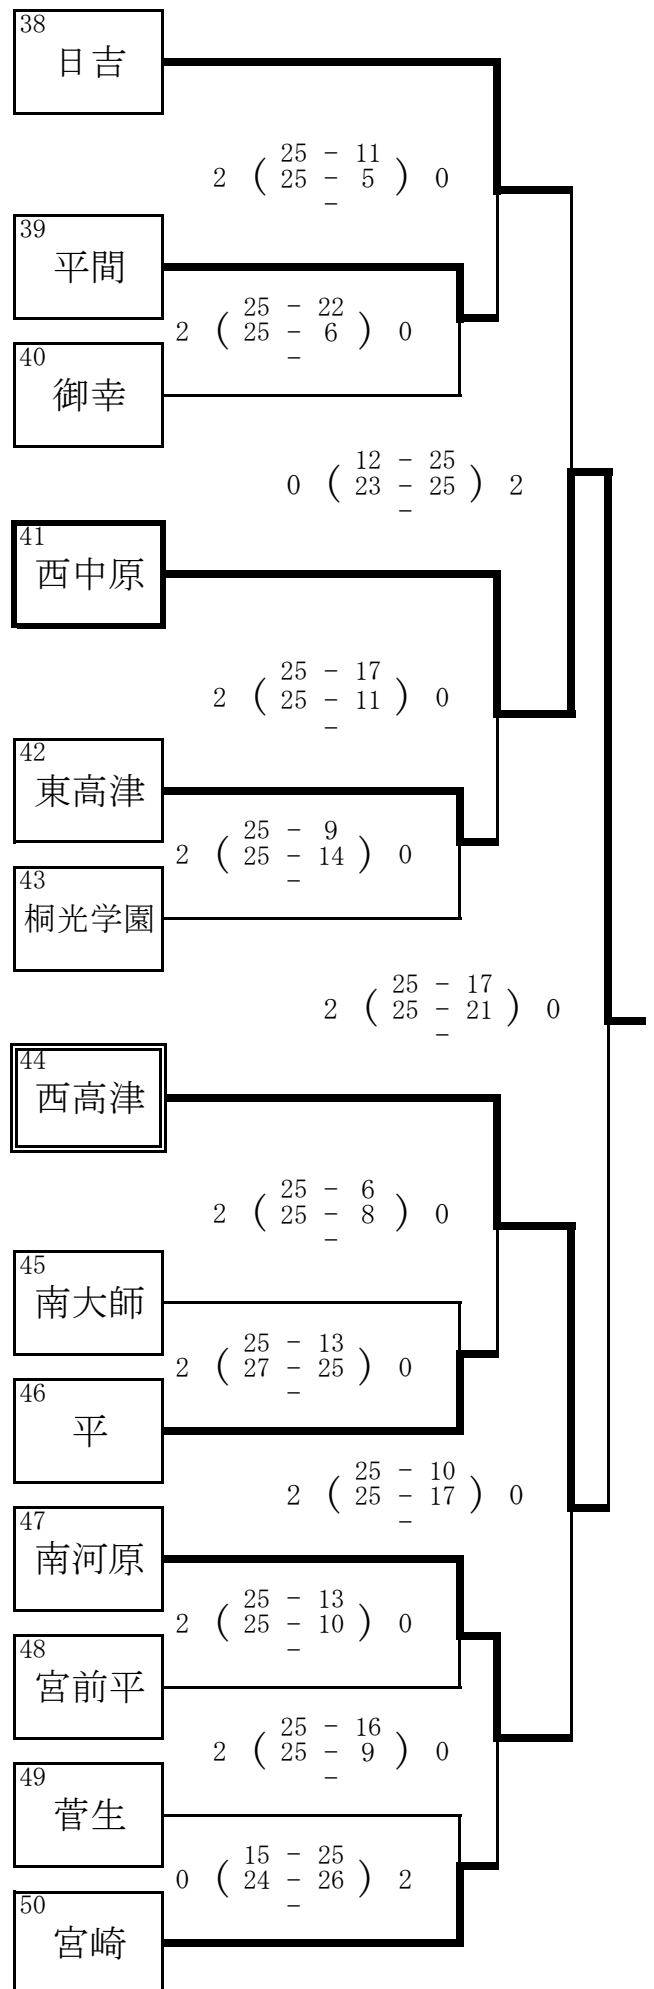 38
日吉
25 - 11
2 ( 25 - 5 ) 0
-
39
平間
25 - 22
2 ( 25 - 6 ) 0
-
40
御幸
12 - 25
0 ( 23 - 25 ) 2
-
41
西中原
25 - 17
2 ( 25 - 11 ) 0
-
42
東高津
25 - 9
2 ( 25 - 14 ) 0
-
43
桐光学園
25 - 17
2 ( 25 - 21 ) 0
-
44
西高津
25 - 6
2 ( 25 - 8 ) 0
-
45
南大師
25 - 13
2 ( 27 - 25 ) 0
-
46
平
25 - 10
2 ( 25 - 17 ) 0
-
47
南河原
25 - 13
2 ( 25 - 10 ) 0
-
48
宮前平
25 - 16
2 ( 25 - 9 ) 0
-
49
菅生
15 - 25
0 ( 24 - 26 ) 2
-
50
宮崎